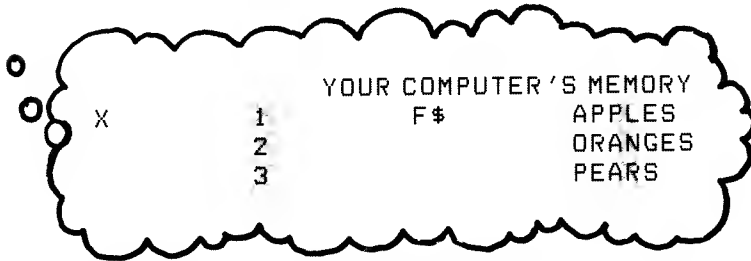 YOUR COMPUTER'S MEMORY
X 1 F$ APPLES
2 ORANGES
3 PEARS